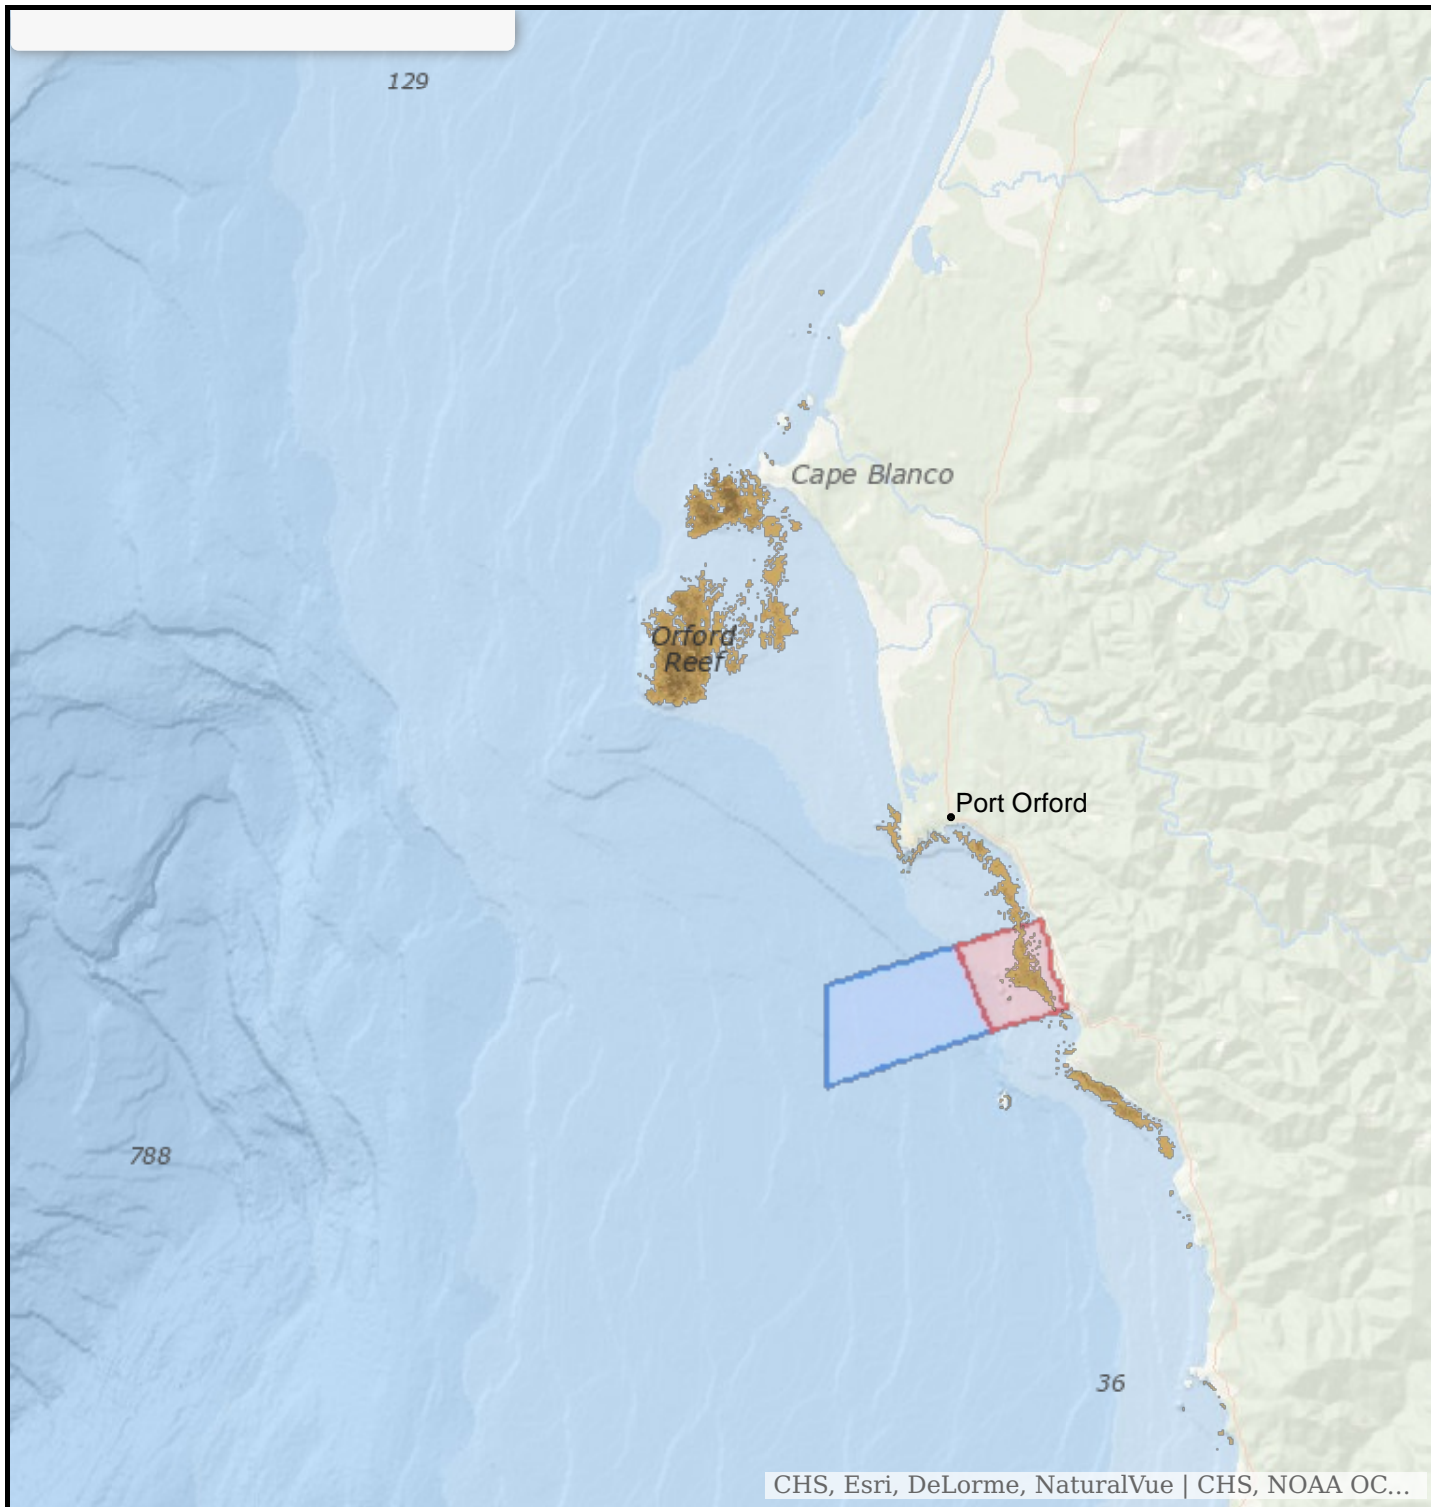 129
Cape Blanco
Orford
Reef
Port Orford
788
36
CHS, Esri, DeLorme, NaturalVue | CHS, NOAA OC...